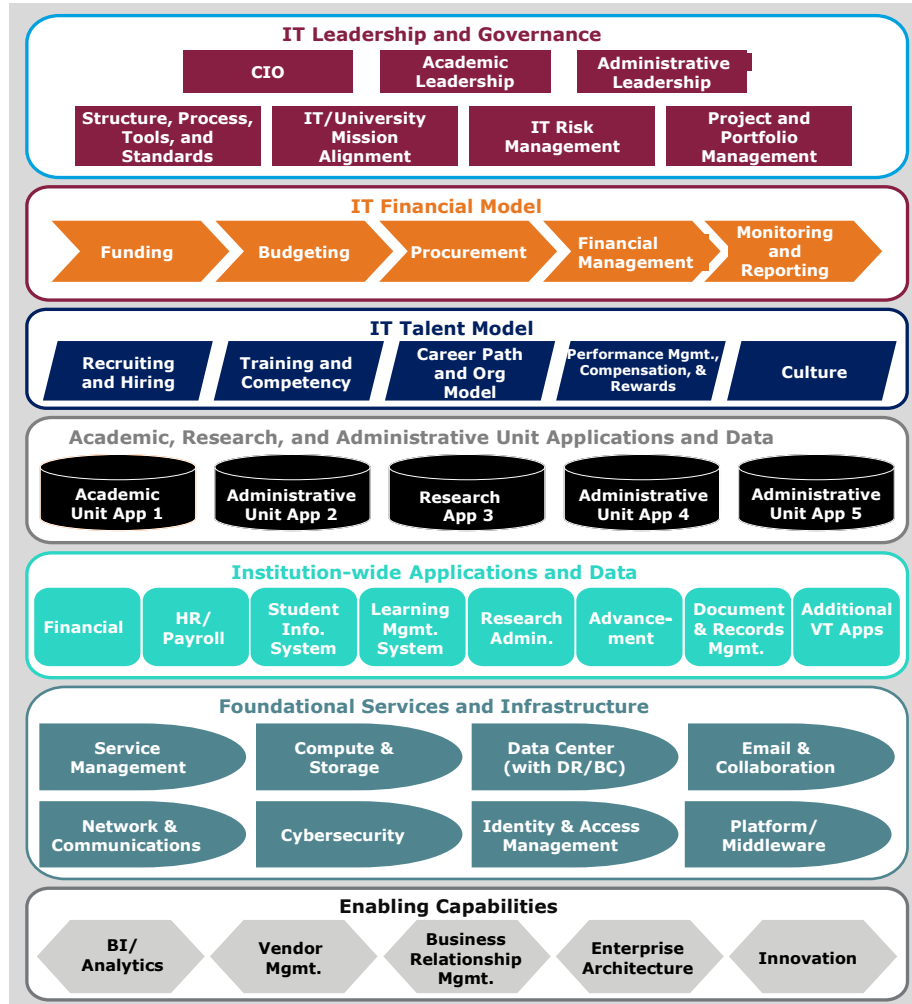 IT Leadership and Governance
CIO
Academic
Leadership
Administrative
Leadership
Structure, Process,
Tools, and
Standards
IT/University
Mission
Alignment
IT Risk
Management
Project and
Portfolio
Management
IT Financial Model
Funding
Budgeting
Procurement
Financial
Management
Monitoring
and
Reporting
IT Talent Model
Recruiting
and Hiring
Training and
Competency
Career Path
and Org
Model
Performance Mgmt.,
Compensation, &
Rewards
Culture
Academic, Research, and Administrative Unit Applications and Data
Academic
Unit App 1
Administrative
Unit App 2
Research
App 3
Administrative
Unit App 4
Administrative
Unit App 5
Institution-wide Applications and Data
Financial
HR/
Payroll
Student
Info.
System
Learning
Mgmt.
System
Research
Admin.
Advance-
ment
Document
& Records
Mgmt.
Additional
VT Apps
Foundational Services and Infrastructure
Service
Management
Compute &
Storage
Data Center
(with DR/BC)
Email &
Collaboration
Network &
Communications
Cybersecurity
Identity & Access
Management
Platform/
Middleware
Enabling Capabilities
BI/
Analytics
Vendor
Mgmt.
Business
Relationship
Mgmt.
Enterprise
Architecture
Innovation